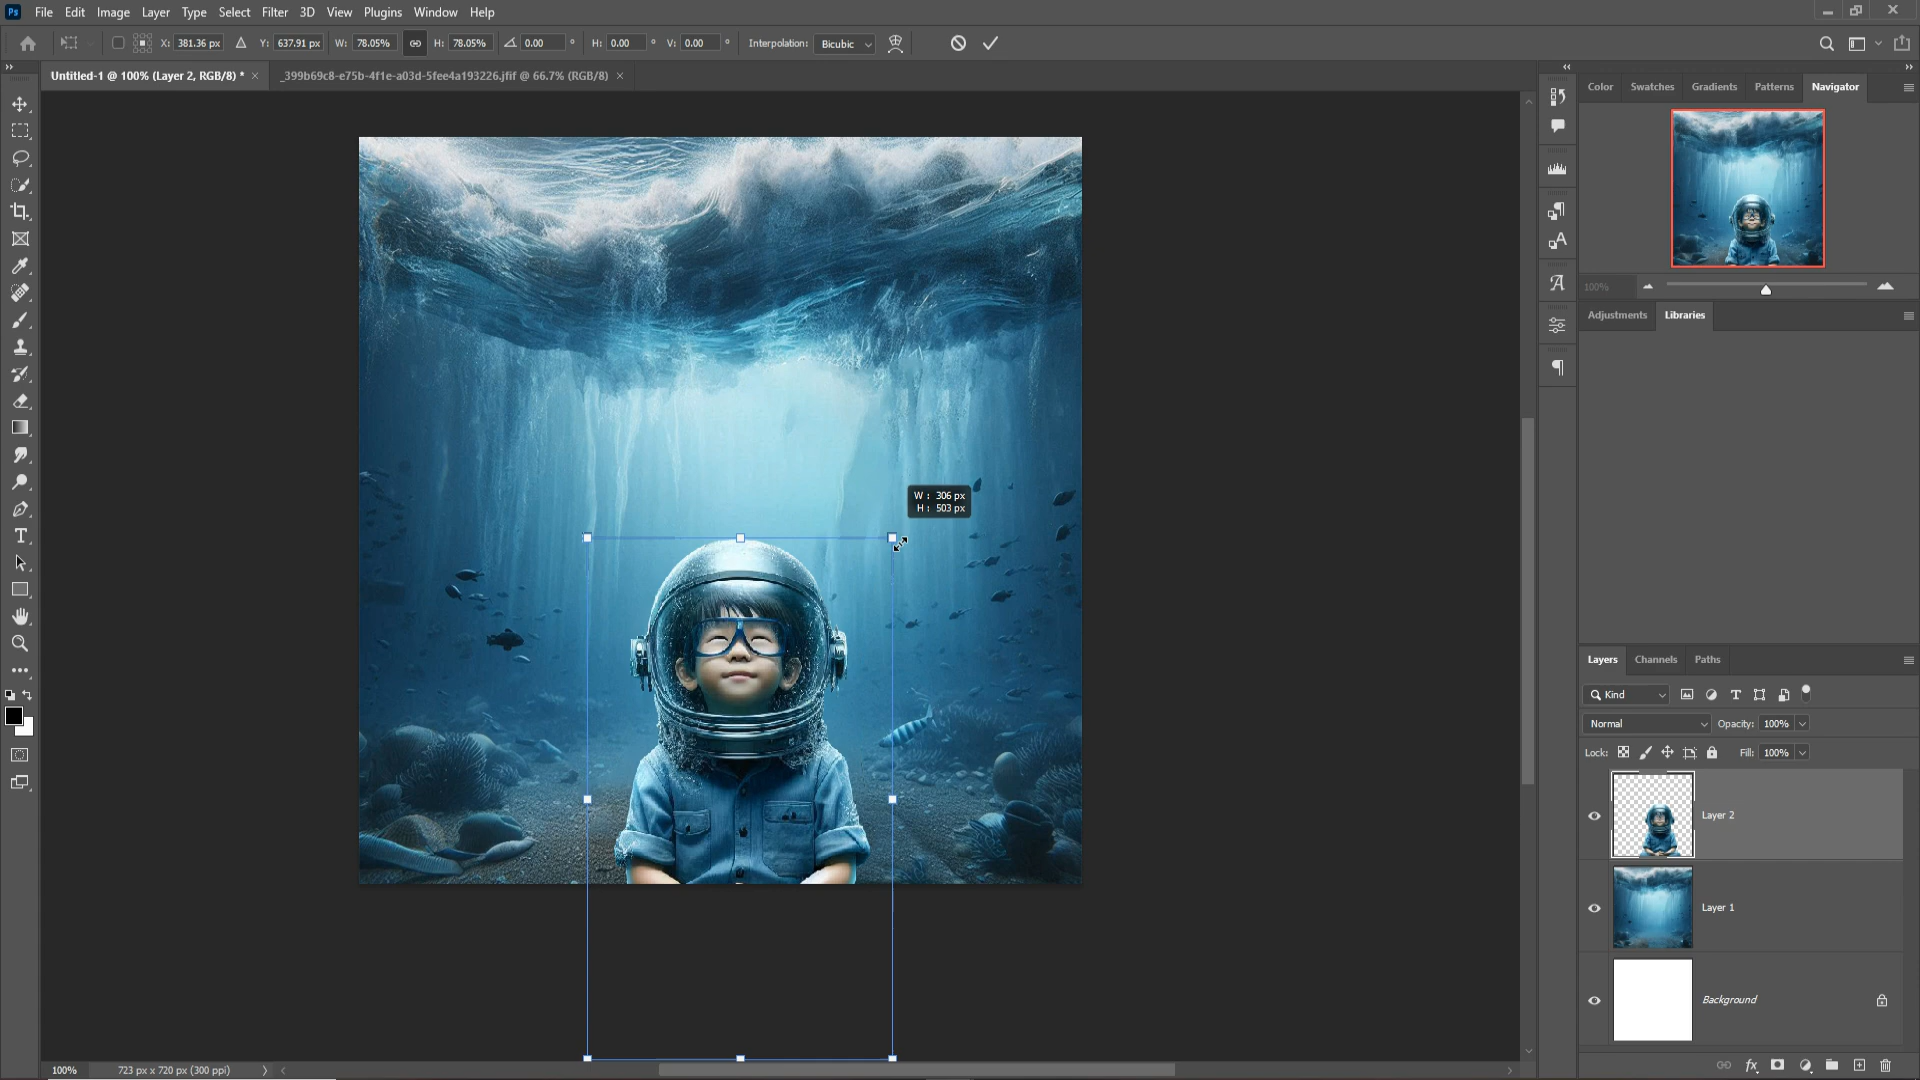 Ps File Edit Image Layer Type Select Filter 3D View Plugins Window Help
X: 381.36 px Y: 637.91 px W: 78.05% H: 78.05% 0.00 ° H: 0.00 ° V: 0.00 ° Interpolation: Bicubic
Untitled-1 @ 100% (Layer 2, RGB/8) * × _399b69c8-e75b-4f1e-a03d-5fee4a193226.jfif @ 66.7% (RGB/8) ×
Color Swatches Gradients Patterns Navigator
100%
Adjustments Libraries
W : 306 px
H : 503 px
Layers Channels Paths
Kind
Normal Opacity: 100%
Lock: Fill: 100%
Layer 2
Layer 1
Background
fx
100% 723 px x 720 px (300 ppi)